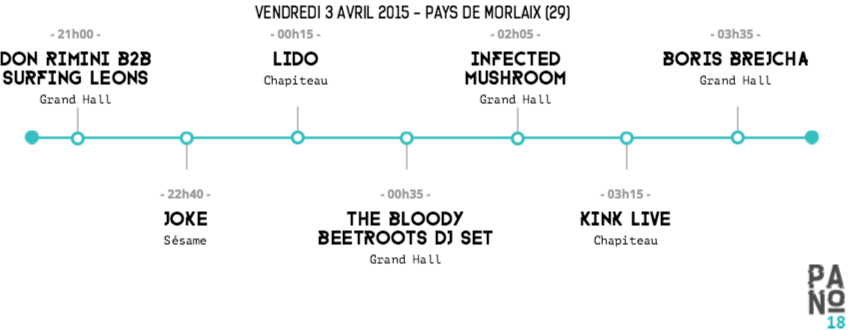 VENDREDI 3 AVRIL 2015 - PAYS DE MORLAIX (29)
- 21h00 -
DON RIMINI B2B
SURFING LEONS
Grand Hall
- 00h15 -
LIDO
Chapiteau
- 02h05 -
INFECTED
MUSHROOM
Grand Hall
- 03h35 -
BORIS BREJCHA
Grand Hall
- 22h40 -
JOKE
Sésame
- 00h35 -
THE BLOODY
BEETROOTS DJ SET
Grand Hall
- 03h15 -
KINK LIVE
Chapiteau
PA
Nº
18